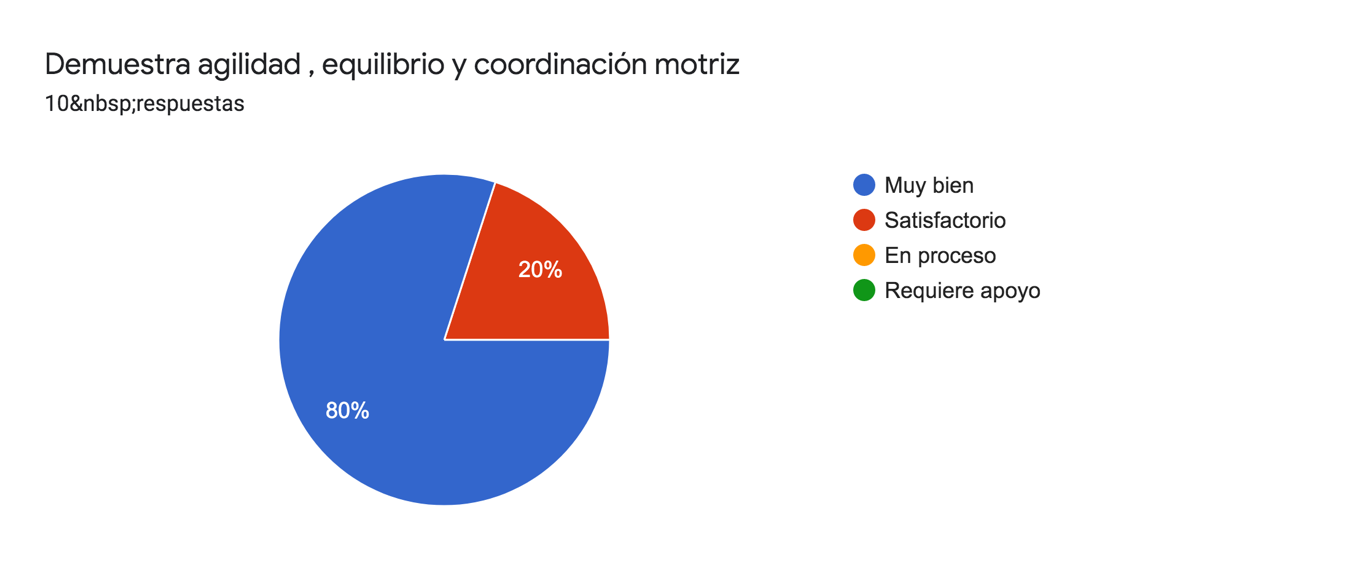 Demuestra agilidad , equilibrio y coordinación motriz
10&nbsp;respuestas
Muy bien
Satisfactorio
En proceso
Requiere apoyo
20%
80%